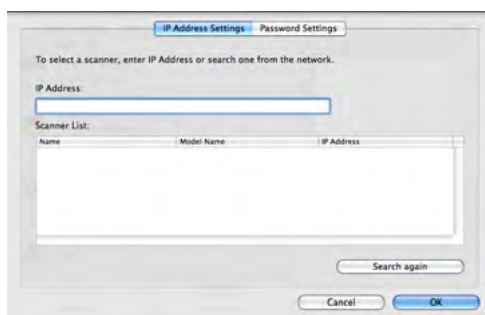 IP Address Settings Password Settings
To select a scanner, enter IP Address or search one from the network.
IP Address:
Scanner List:
Name Model Name IP Address
Search again
Cancel OK